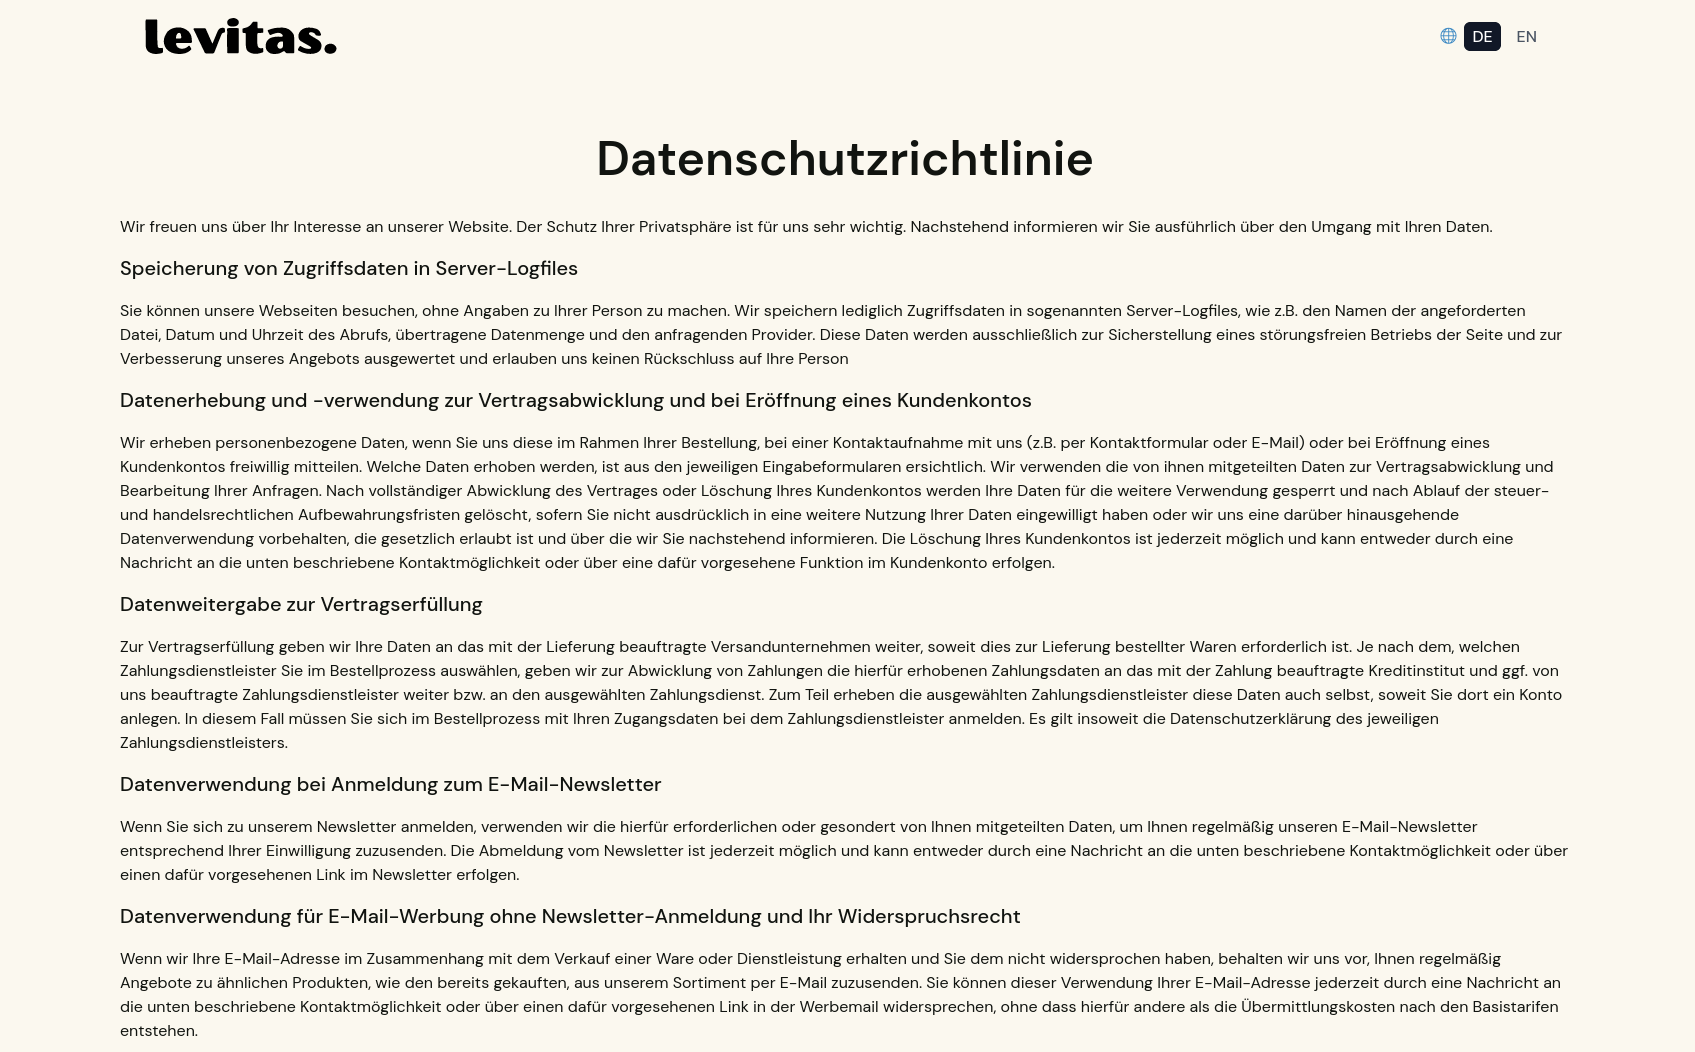 levitas.
DE
EN
Datenschutzrichtlinie
Wir freuen uns über Ihr Interesse an unserer Website. Der Schutz Ihrer Privatsphäre ist für uns sehr wichtig. Nachstehend informieren wir Sie ausführlich über den Umgang mit Ihren Daten.
Speicherung von Zugriffsdaten in Server-Logfiles
Sie können unsere Webseiten besuchen, ohne Angaben zu Ihrer Person zu machen. Wir speichern lediglich Zugriffsdaten in sogenannten Server-Logfiles, wie z.B. den Namen der angeforderten
Datei, Datum und Uhrzeit des Abrufs, übertragene Datenmenge und den anfragenden Provider. Diese Daten werden ausschließlich zur Sicherstellung eines störungsfreien Betriebs der Seite und zur
Verbesserung unseres Angebots ausgewertet und erlauben uns keinen Rückschluss auf Ihre Person
Datenerhebung und -verwendung zur Vertragsabwicklung und bei Eröffnung eines Kundenkontos
Wir erheben personenbezogene Daten, wenn Sie uns diese im Rahmen Ihrer Bestellung, bei einer Kontaktaufnahme mit uns (z.B. per Kontaktformular oder E-Mail) oder bei Eröffnung eines
Kundenkontos freiwillig mitteilen. Welche Daten erhoben werden, ist aus den jeweiligen Eingabeformularen ersichtlich. Wir verwenden die von ihnen mitgeteilten Daten zur Vertragsabwicklung und
Bearbeitung Ihrer Anfragen. Nach vollständiger Abwicklung des Vertrages oder Löschung Ihres Kundenkontos werden Ihre Daten für die weitere Verwendung gesperrt und nach Ablauf der steuer-
und handelsrechtlichen Aufbewahrungsfristen gelöscht, sofern Sie nicht ausdrücklich in eine weitere Nutzung Ihrer Daten eingewilligt haben oder wir uns eine darüber hinausgehende
Datenverwendung vorbehalten, die gesetzlich erlaubt ist und über die wir Sie nachstehend informieren. Die Löschung Ihres Kundenkontos ist jederzeit möglich und kann entweder durch eine
Nachricht an die unten beschriebene Kontaktmöglichkeit oder über eine dafür vorgesehene Funktion im Kundenkonto erfolgen.
Datenweitergabe zur Vertragserfüllung
Zur Vertragserfüllung geben wir Ihre Daten an das mit der Lieferung beauftragte Versandunternehmen weiter, soweit dies zur Lieferung bestellter Waren erforderlich ist. Je nach dem, welchen
Zahlungsdienstleister Sie im Bestellprozess auswählen, geben wir zur Abwicklung von Zahlungen die hierfür erhobenen Zahlungsdaten an das mit der Zahlung beauftragte Kreditinstitut und ggf. von
uns beauftragte Zahlungsdienstleister weiter bzw. an den ausgewählten Zahlungsdienst. Zum Teil erheben die ausgewählten Zahlungsdienstleister diese Daten auch selbst, soweit Sie dort ein Konto
anlegen. In diesem Fall müssen Sie sich im Bestellprozess mit Ihren Zugangsdaten bei dem Zahlungsdienstleister anmelden. Es gilt insoweit die Datenschutzerklärung des jeweiligen
Zahlungsdienstleisters.
Datenverwendung bei Anmeldung zum E-Mail-Newsletter
Wenn Sie sich zu unserem Newsletter anmelden, verwenden wir die hierfür erforderlichen oder gesondert von Ihnen mitgeteilten Daten, um Ihnen regelmäßig unseren E-Mail-Newsletter
entsprechend Ihrer Einwilligung zuzusenden. Die Abmeldung vom Newsletter ist jederzeit möglich und kann entweder durch eine Nachricht an die unten beschriebene Kontaktmöglichkeit oder über
einen dafür vorgesehenen Link im Newsletter erfolgen.
Datenverwendung für E-Mail-Werbung ohne Newsletter-Anmeldung und Ihr Widerspruchsrecht
Wenn wir Ihre E-Mail-Adresse im Zusammenhang mit dem Verkauf einer Ware oder Dienstleistung erhalten und Sie dem nicht widersprochen haben, behalten wir uns vor, Ihnen regelmäßig
Angebote zu ähnlichen Produkten, wie den bereits gekauften, aus unserem Sortiment per E-Mail zuzusenden. Sie können dieser Verwendung Ihrer E-Mail-Adresse jederzeit durch eine Nachricht an
die unten beschriebene Kontaktmöglichkeit oder über einen dafür vorgesehenen Link in der Werbemail widersprechen, ohne dass hierfür andere als die Übermittlungskosten nach den Basistarifen
entstehen.